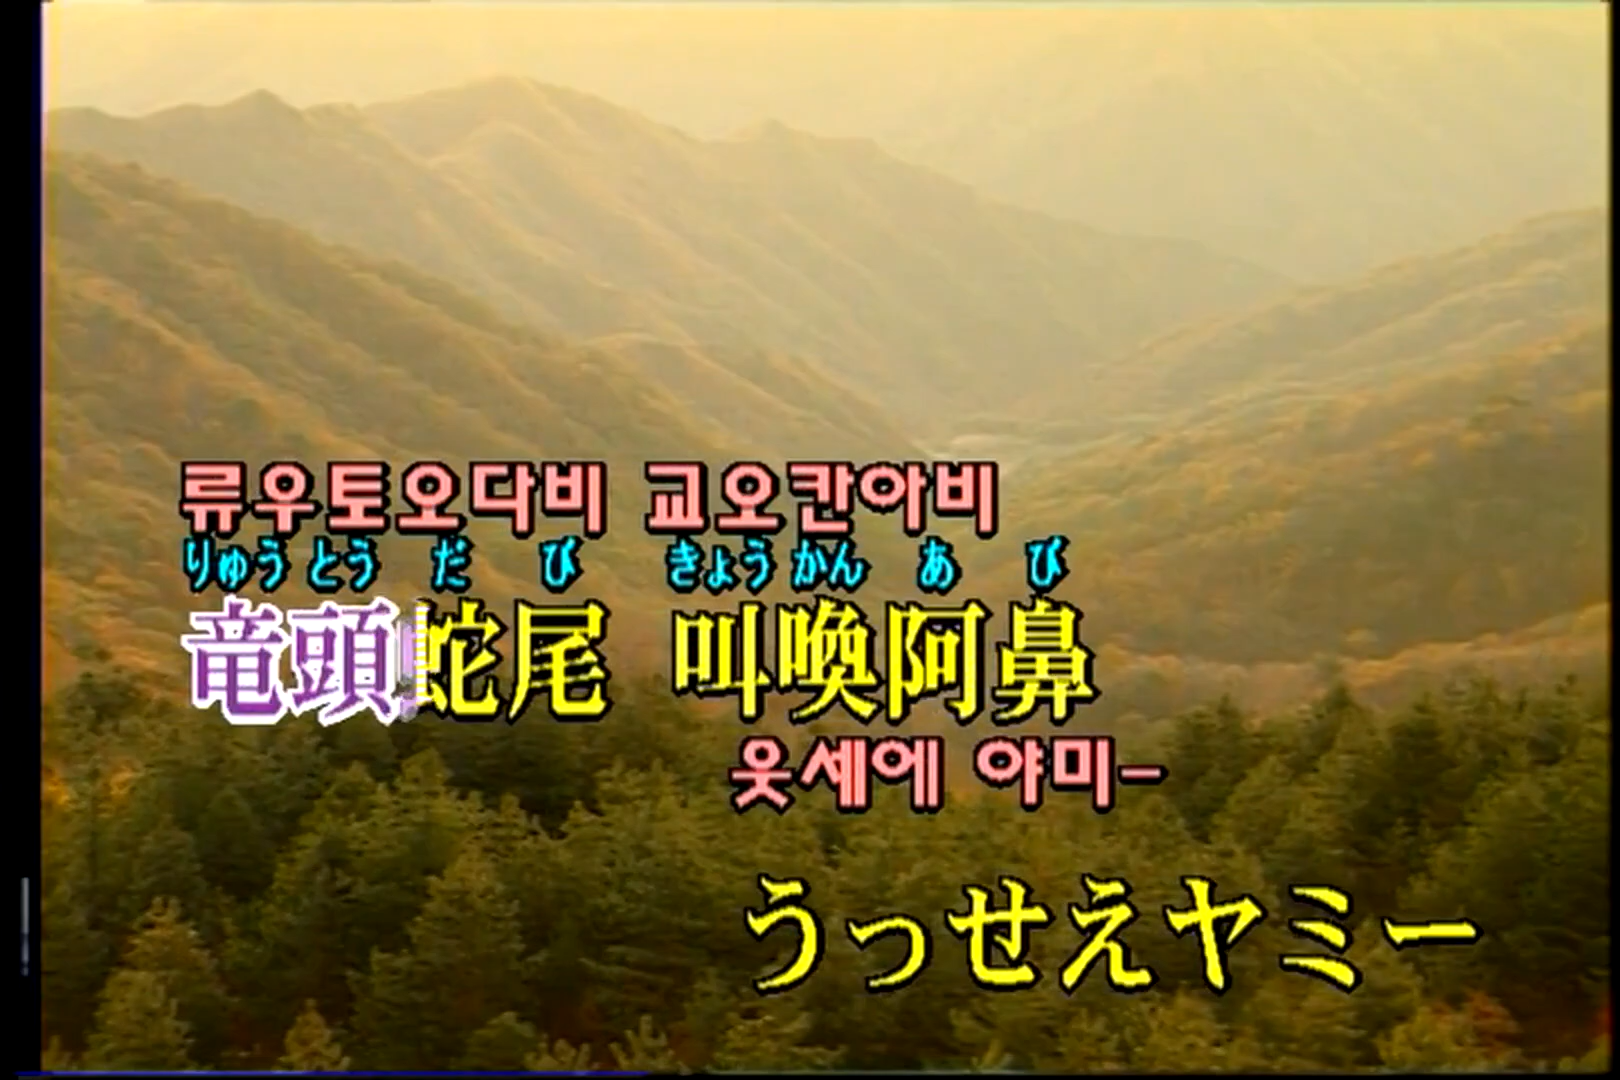 류우토오다비 교오칸아비
りゅう とう だ び きょう かん あ び
竜頭蛇尾 叫喚阿鼻
웃세에 야미ー
うっせえヤミー